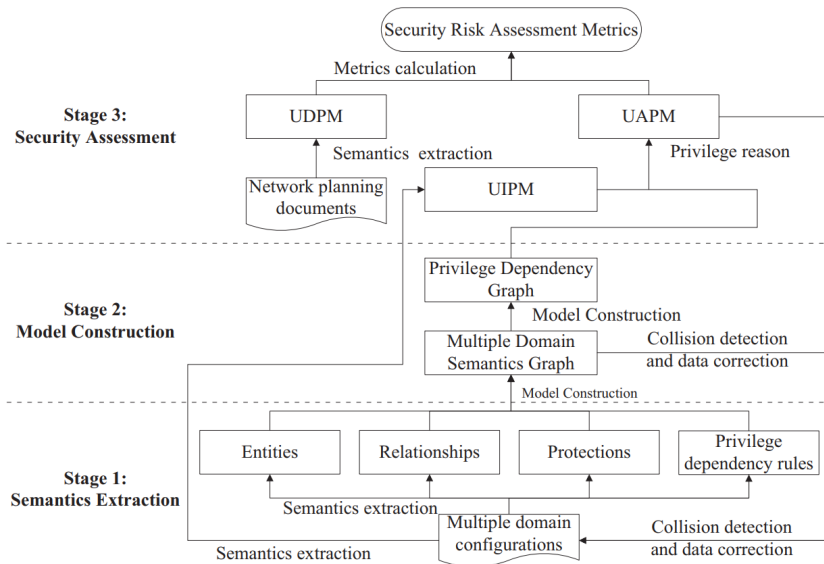 Security Risk Assessment Metrics
Metrics calculation
Stage 3:
Security Assessment
UDPM
UAPM
Semantics extraction
Privilege reason
Network planning
documents
UIPM
Stage 2:
Model Construction
Privilege Dependency
Graph
Model Construction
Multiple Domain
Semantics Graph
Collision detection
and data correction
Model Construction
Stage 1:
Semantics Extraction
Entities
Relationships
Protections
Privilege
dependency rules
Semantics extraction
Multiple domain
configurations
Semantics extraction
Collision detection
and data correction